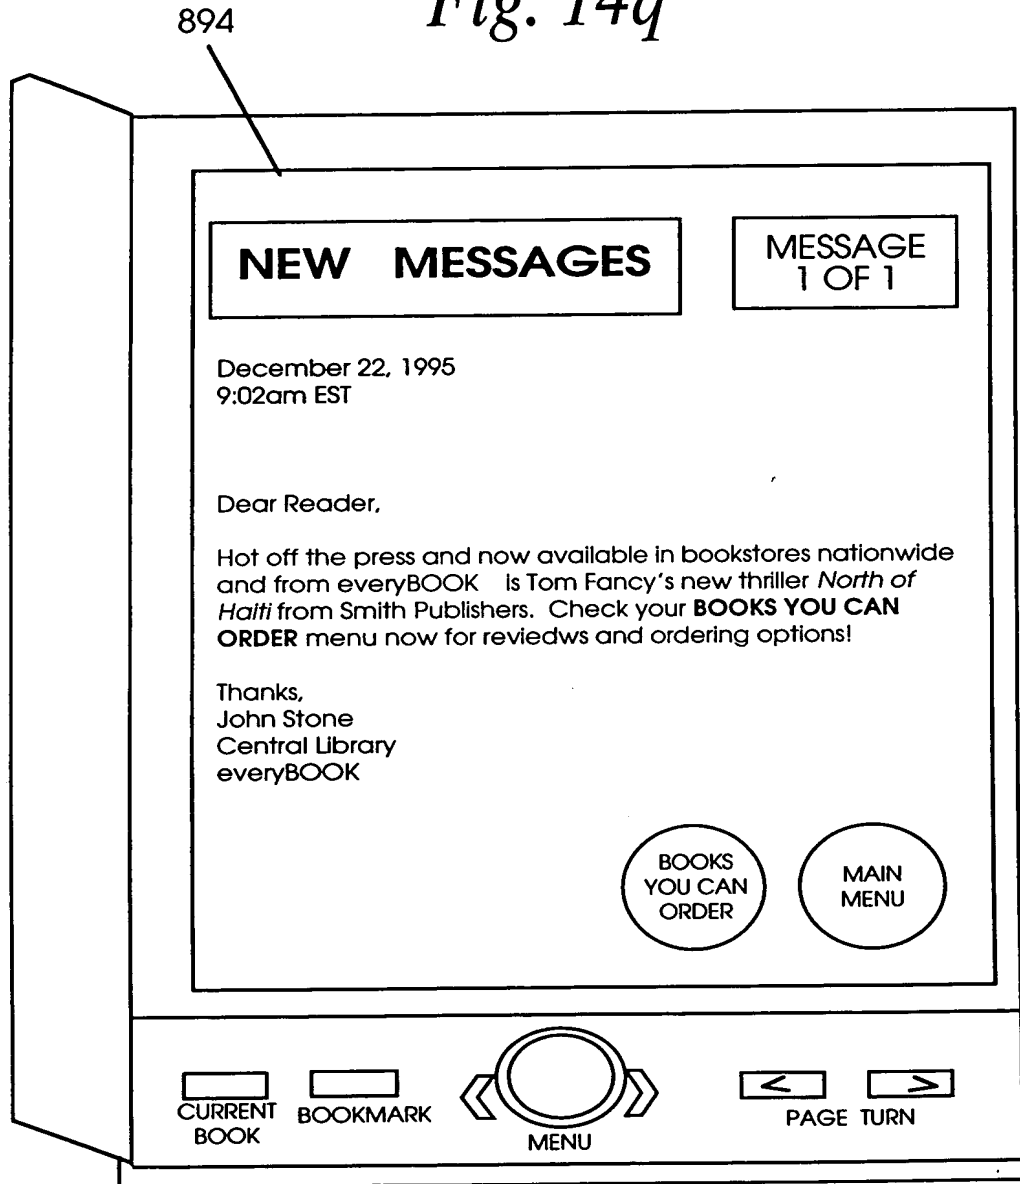 Fig. 14q
894
NEW MESSAGES
MESSAGE
1 OF 1
December 22, 1995
9:02am EST
Dear Reader,
Hot off the press and now available in bookstores nationwide
and from everyBOOK is Tom Fancy's new thriller North of
Haiti from Smith Publishers. Check your BOOKS YOU CAN
ORDER menu now for reviedws and ordering options!
Thanks,
John Stone
Central Library
everyBOOK
BOOKS
YOU CAN
ORDER
MAIN
MENU
CURRENT
BOOK
BOOKMARK
MENU
< >
PAGE TURN